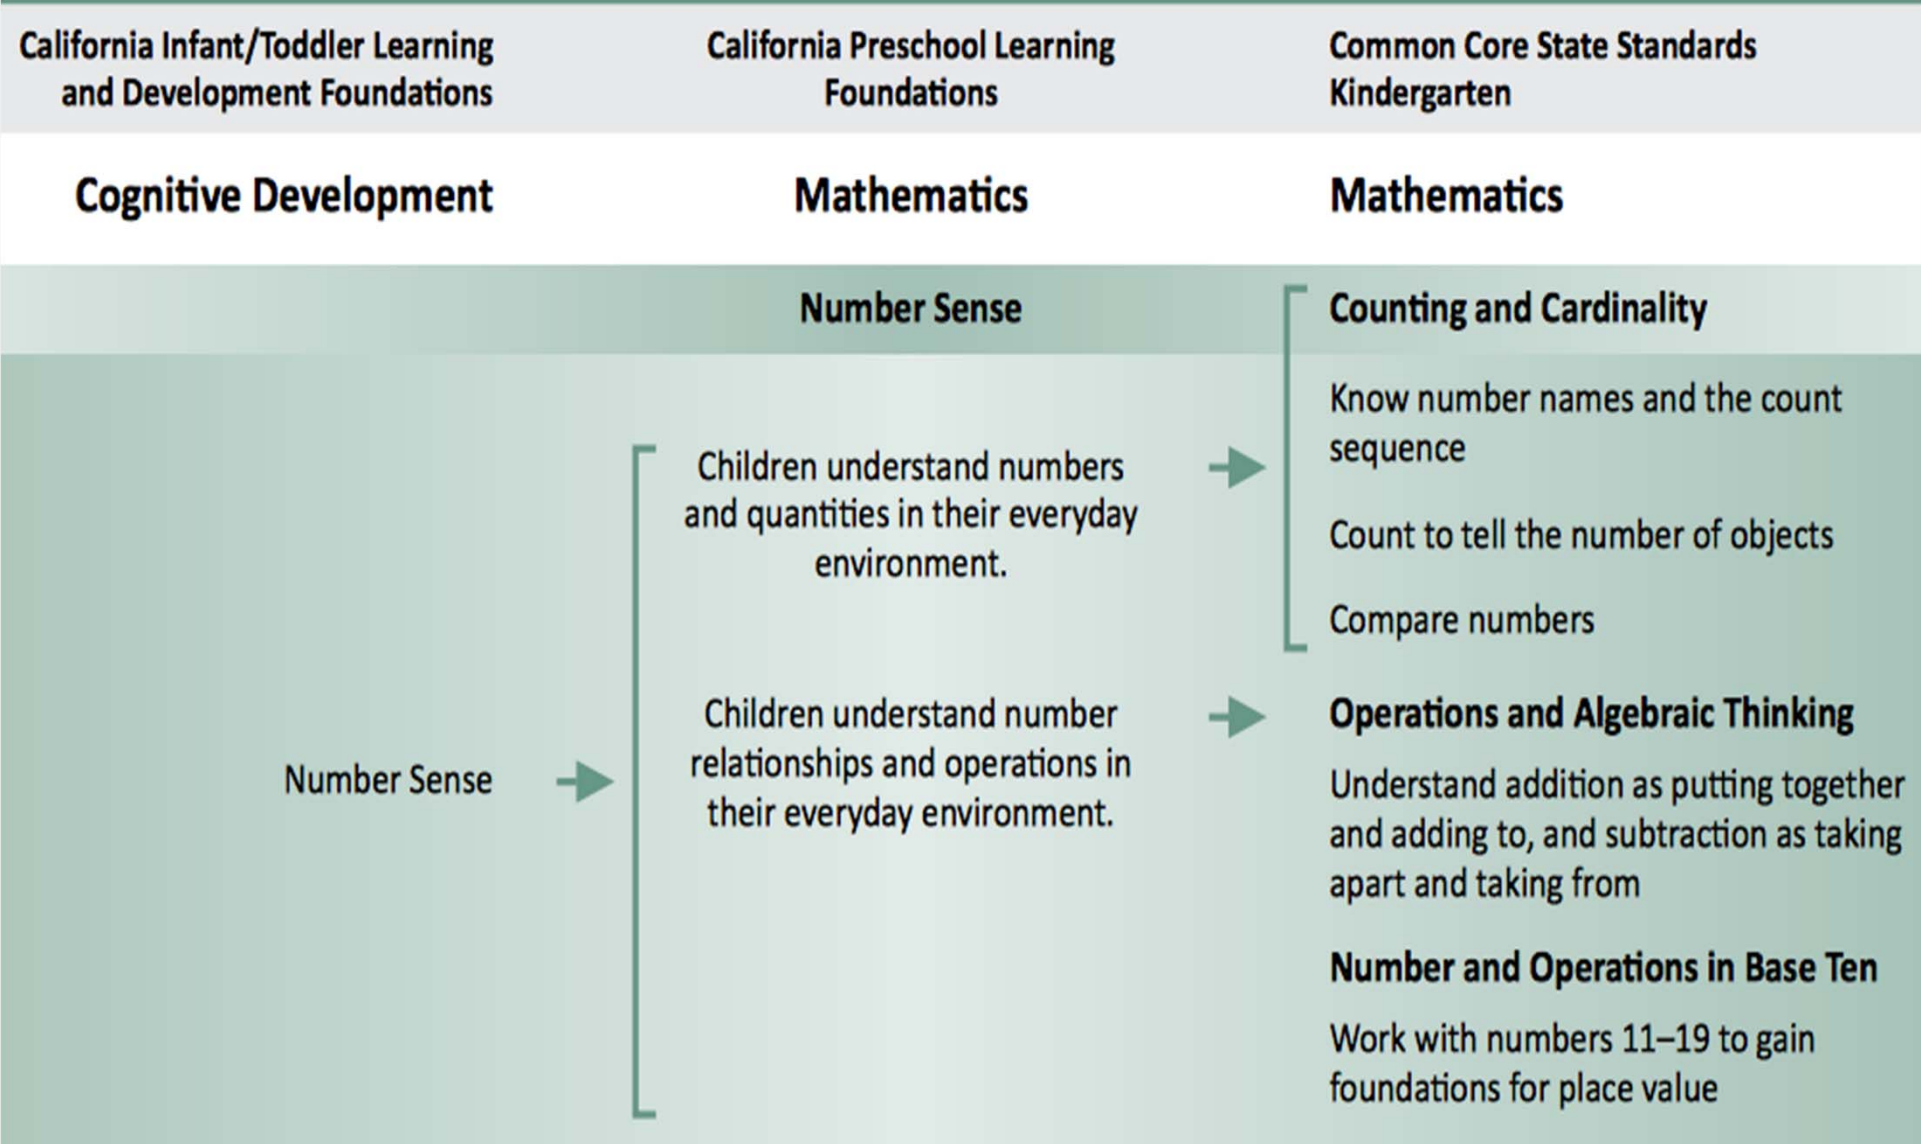 California Infant/Toddler Learning
and Development Foundations
California Preschool Learning
Foundations
Common Core State Standards
Kindergarten
Cognitive Development
Mathematics
Mathematics
Number Sense
Counting and Cardinality
Know number names and the count
sequence
Children understand numbers
and quantities in their everyday
environment.
Count to tell the number of objects
Compare numbers
Number Sense
Children understand number
relationships and operations in
their everyday environment.
Operations and Algebraic Thinking
Understand addition as putting together
and adding to, and subtraction as taking
apart and taking from
Number and Operations in Base Ten
Work with numbers 11–19 to gain
foundations for place value